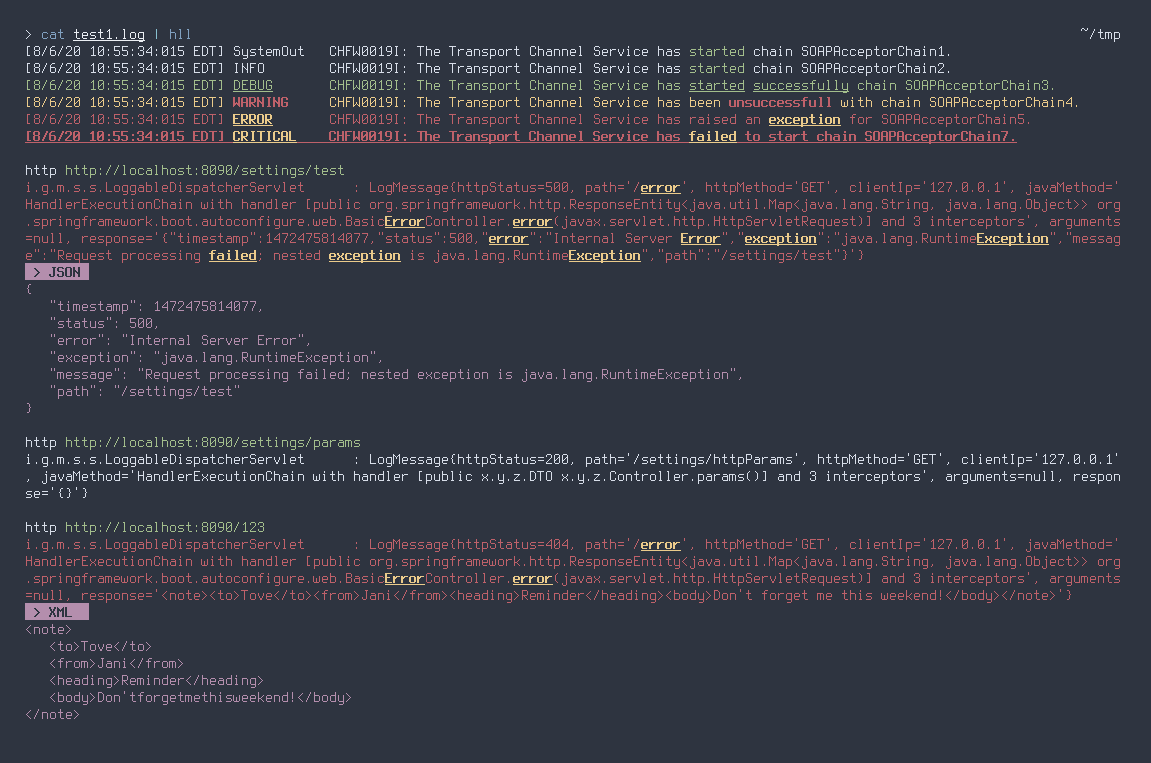 > cat test1.log | hll ~/tmp
[8/6/20 10:55:34:015 EDT] SystemOut   CHFW0019I: The Transport Channel Service has started chain SOAPAcceptorChain1.
[8/6/20 10:55:34:015 EDT] INFO        CHFW0019I: The Transport Channel Service has started chain SOAPAcceptorChain2.
[8/6/20 10:55:34:015 EDT] DEBUG       CHFW0019I: The Transport Channel Service has started successfully chain SOAPAcceptorChain3.
[8/6/20 10:55:34:015 EDT] WARNING     CHFW0019I: The Transport Channel Service has been unsuccessfull with chain SOAPAcceptorChain4.
[8/6/20 10:55:34:015 EDT] ERROR       CHFW0019I: The Transport Channel Service has raised an exception for SOAPAcceptorChain5.
[8/6/20 10:55:34:015 EDT] CRITICAL    CHFW0019I: The Transport Channel Service has failed to start chain SOAPAcceptorChain7.
http http://localhost:8090/settings/test
i.g.m.s.s.LoggableDispatcherServlet      : LogMessage{httpStatus=500, path='/error', httpMethod='GET', clientIp='127.0.0.1', javaMethod='
HandlerExecutionChain with handler [public org.springframework.http.ResponseEntity<java.util.Map<java.lang.String, java.lang.Object>> org
.springframework.boot.autoconfigure.web.BasicErrorController.error(javax.servlet.http.HttpServletRequest)] and 3 interceptors', arguments
=null, response='{"timestamp":1472475814077,"status":500,"error":"Internal Server Error","exception":"java.lang.RuntimeException","messag
e":"Request processing failed; nested exception is java.lang.RuntimeException","path":"/settings/test"}'}
> JSON
{
   "timestamp": 1472475814077,
   "status": 500,
   "error": "Internal Server Error",
   "exception": "java.lang.RuntimeException",
   "message": "Request processing failed; nested exception is java.lang.RuntimeException",
   "path": "/settings/test"
}
http http://localhost:8090/settings/params
i.g.m.s.s.LoggableDispatcherServlet      : LogMessage{httpStatus=200, path='/settings/httpParams', httpMethod='GET', clientIp='127.0.0.1'
, javaMethod='HandlerExecutionChain with handler [public x.y.z.DTO x.y.z.Controller.params()] and 3 interceptors', arguments=null, respon
se='{}'}
http http://localhost:8090/123
i.g.m.s.s.LoggableDispatcherServlet      : LogMessage{httpStatus=404, path='/error', httpMethod='GET', clientIp='127.0.0.1', javaMethod='
HandlerExecutionChain with handler [public org.springframework.http.ResponseEntity<java.util.Map<java.lang.String, java.lang.Object>> org
.springframework.boot.autoconfigure.web.BasicErrorController.error(javax.servlet.http.HttpServletRequest)] and 3 interceptors', arguments
=null, response='<note><to>Tove</to><from>Jani</from><heading>Reminder</heading><body>Don't forget me this weekend!</body></note>'}
> XML
<note>
   <to>Tove</to>
   <from>Jani</from>
   <heading>Reminder</heading>
   <body>Don'tforgetmethisweekend!</body>
</note>